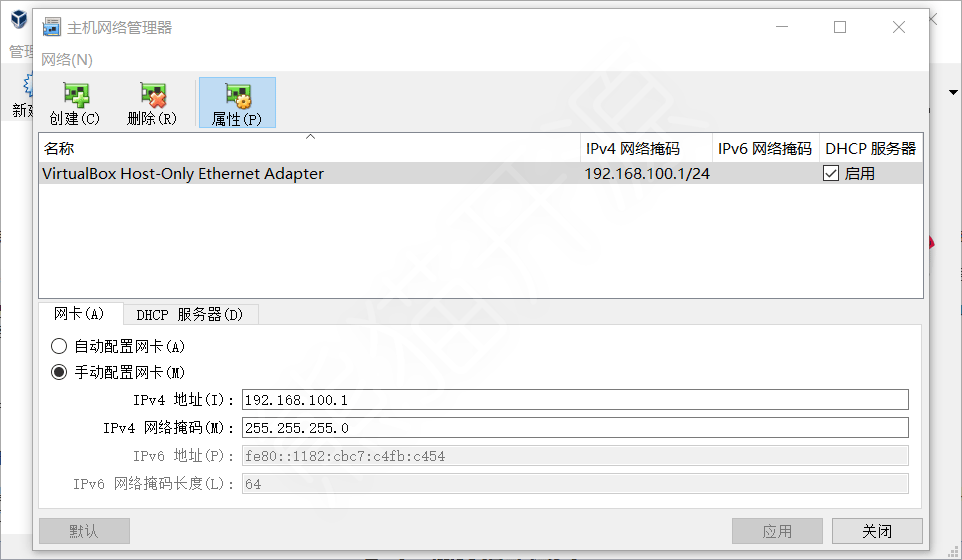 主机网络管理器
管理
网络(N)
新建
创建(C)
删除(R)
属性(P)
名称 IPv4 网络掩码 IPv6 网络掩码 DHCP 服务器
VirtualBox Host-Only Ethernet Adapter 192.168.100.1/24 启用
网卡(A) DHCP 服务器(D)
自动配置网卡(A)
手动配置网卡(M)
IPv4 地址(I): 192.168.100.1
IPv4 网络掩码(M): 255.255.255.0
IPv6 地址(P): fe80::1182:cbc7:c4fb:c454
IPv6 网络掩码长度(L): 64
默认 应用 关闭